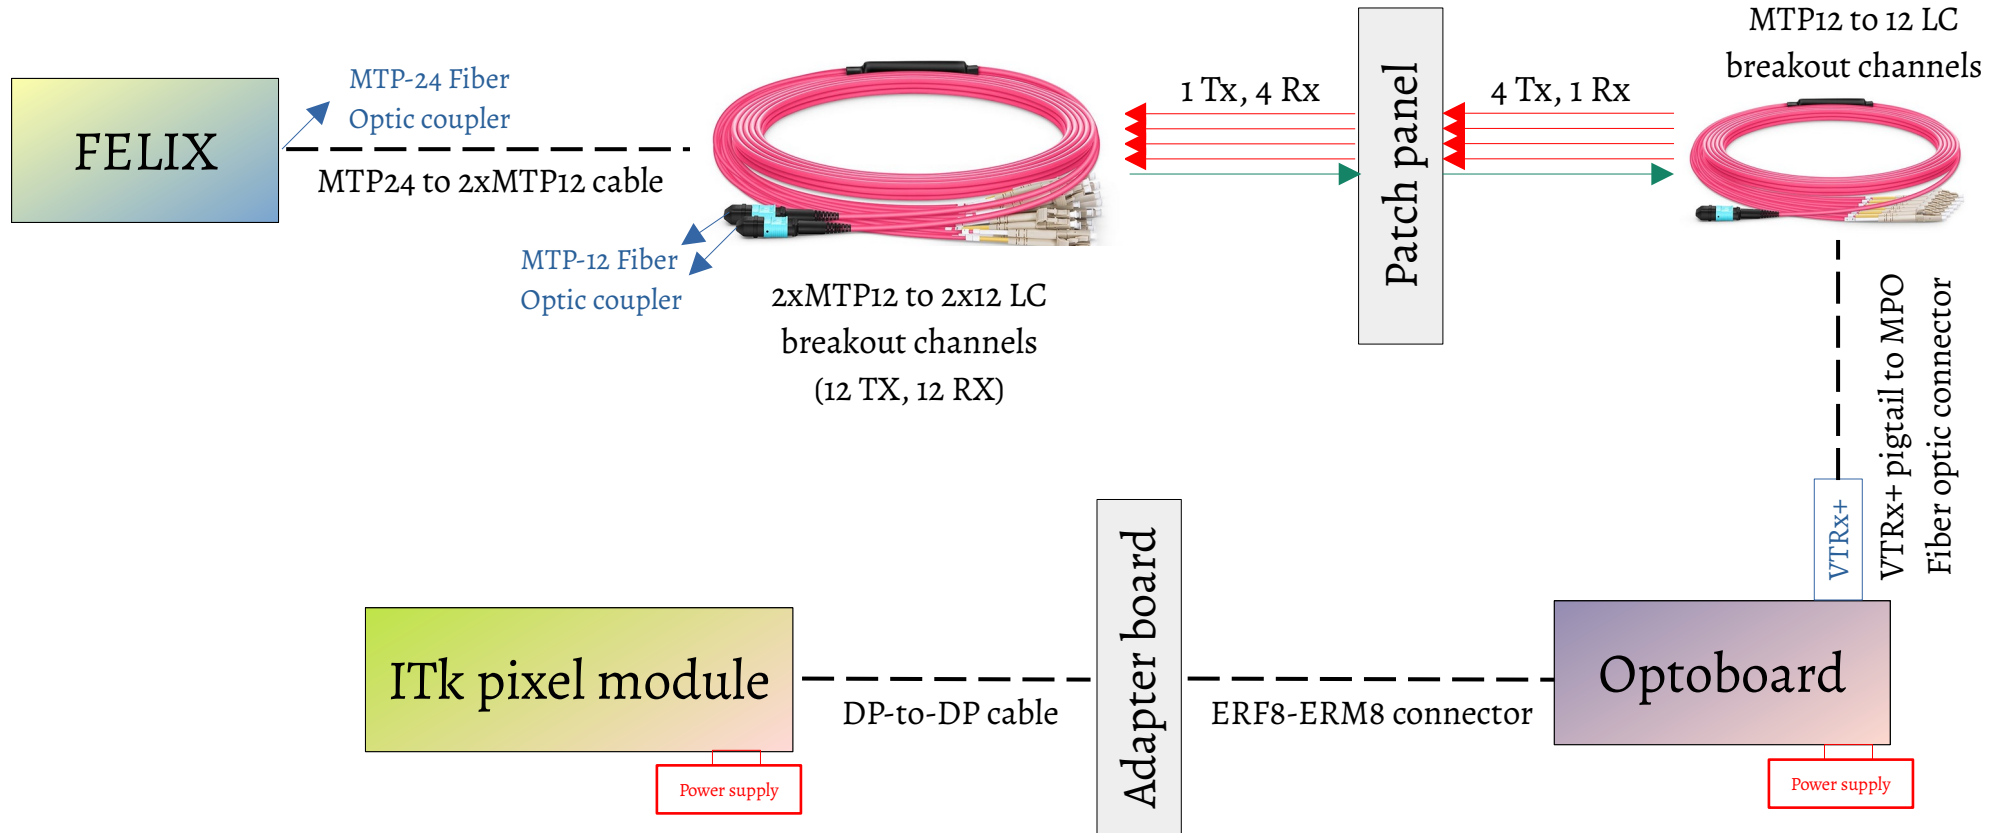 FELIX
MTP-24 Fiber
Optic coupler
MTP24 to 2xMTP12 cable
MTP-12 Fiber
Optic coupler
2xMTP12 to 2x12 LC
breakout channels
(12 TX, 12 RX)
1 Tx, 4 Rx
Patch panel
4 Tx, 1 Rx
MTP12 to 12 LC
breakout channels
VTRx+ pigtail to MPO
Fiber optic connector
VTRx+
Optoboard
Power supply
ERF8-ERM8 connector
Adapter board
DP-to-DP cable
ITk pixel module
Power supply